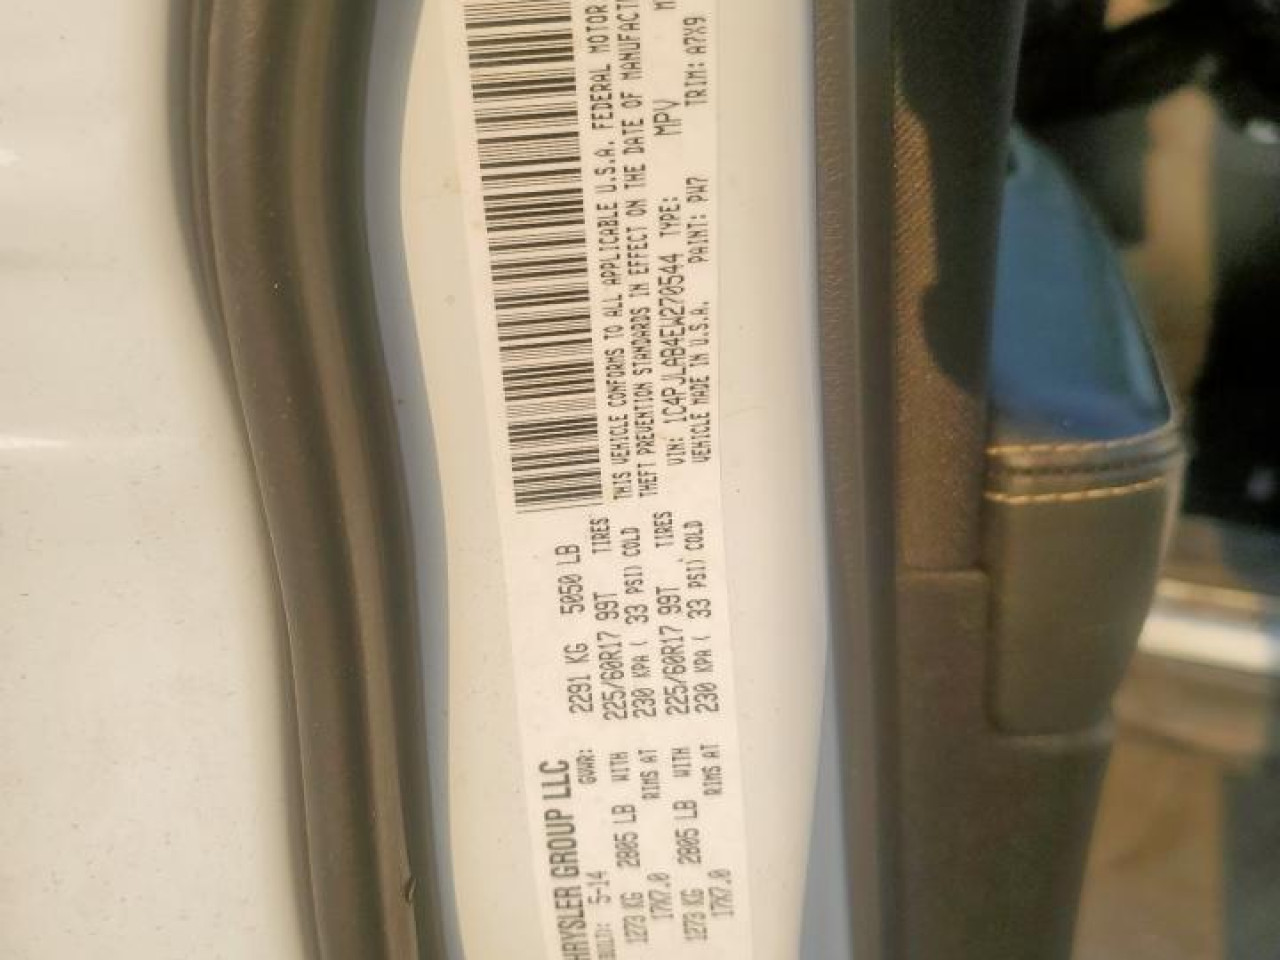 HRYSLER GROUP LLC
BUILT: 5-14 GVWR: 2291 KG 5050 LB
1273 KG 2805 LB WITH 225/60R17 99T TIRES
17X7.0 RIMS AT 230 KPA ( 33 PSI) COLD
1273 KG 2805 LB WITH 225/60R17 99T TIRES
17X7.0 RIMS AT 230 KPA ( 33 PSI) COLD
THIS VEHICLE CONFORMS TO ALL APPLICABLE U.S.A. FEDERAL MOTOR
THEFT PREVENTION STANDARDS IN EFFECT ON THE DATE OF MANUFACT
VIN: 1C4PJLAB4EW270544 TYPE: MPV
VEHICLE MADE IN U.S.A. PAINT: PW7 TRIM: A7X9